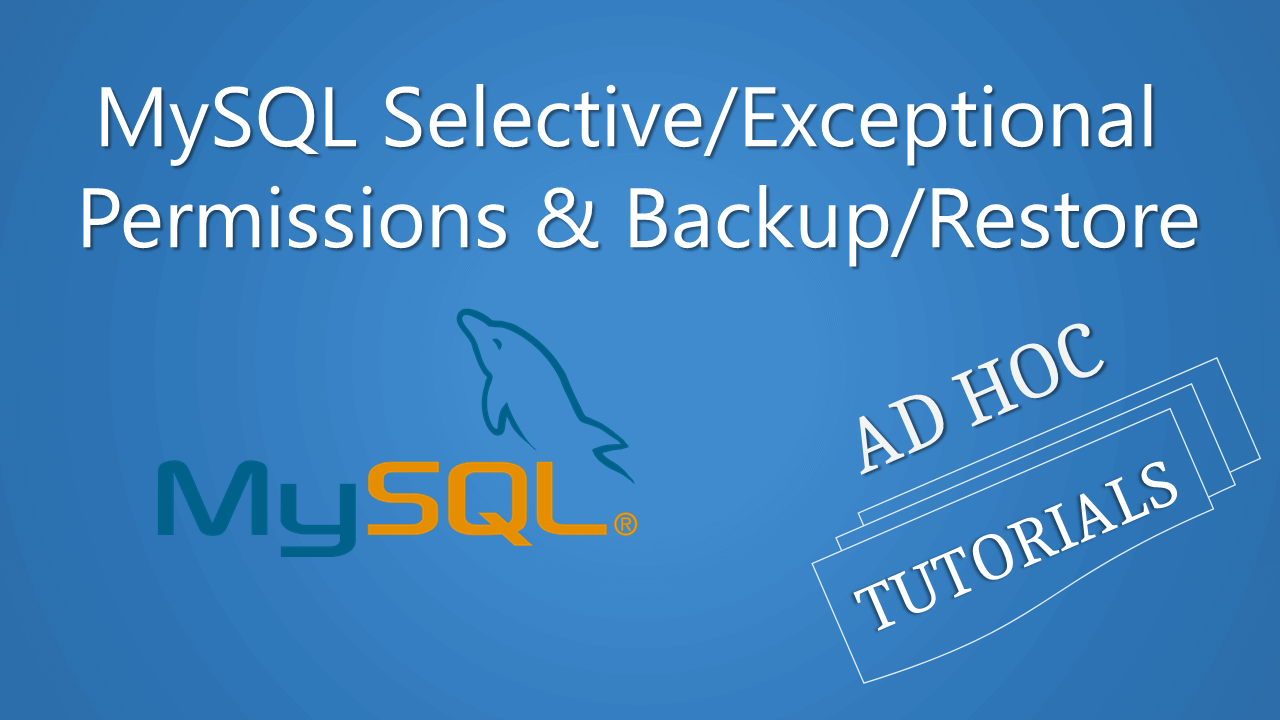 MySQL Selective/Exceptional
Permissions & Backup/Restore
MySQL®
AD HOC
TUTORIALS